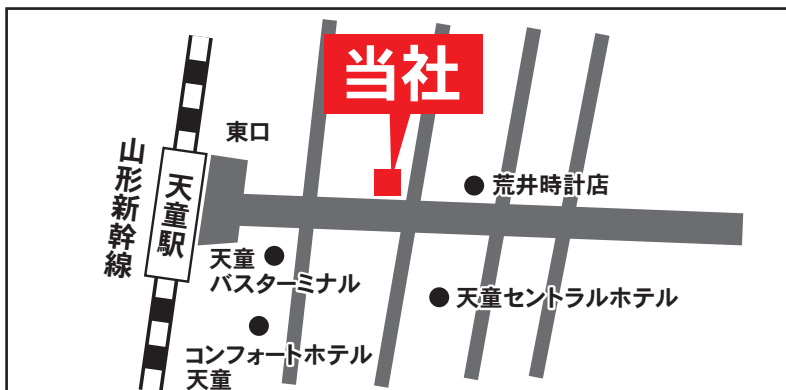 当社
東口
山形新幹線
天童駅
荒井時計店
天童
バスターミナル
天童セントラルホテル
コンフォートホテル
天童